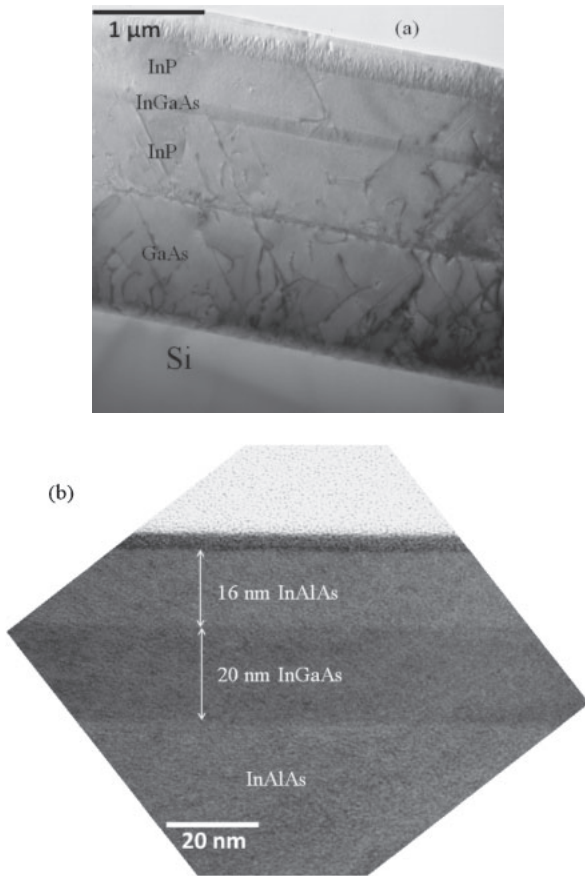 1 μm
(a)
InP
InGaAs
InP
GaAs
Si
(b)
16 nm InAlAs
20 nm InGaAs
InAlAs
20 nm